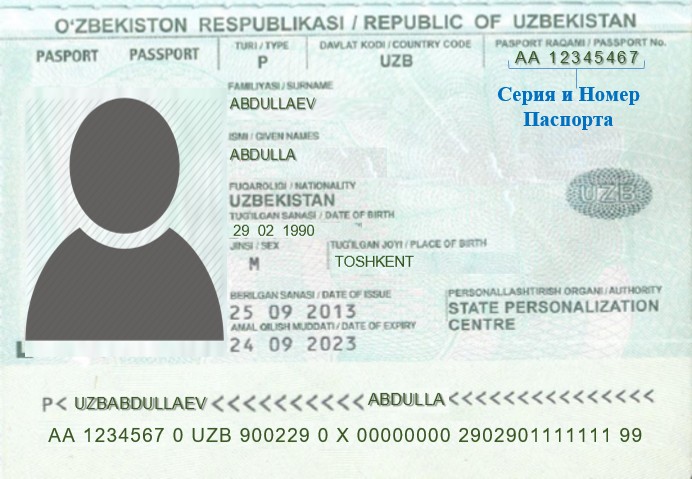 O'ZBEKISTON RESPUBLIKASI / REPUBLIC OF UZBEKISTAN
PASPORT PASSPORT
TURI / TYPE
P
DAVLAT KODI / COUNTRY CODE
UZB
PASPORT RAQAMI / PASSPORT No.
AA 12345467
Серия и Номер
Паспорта
FAMILIYASI / SURNAME
ABDULLAEV
ISMI / GIVEN NAMES
ABDULLA
FUQAROLIGI / NATIONALITY
UZBEKISTAN
UZB
TUG'ILGAN SANASI / DATE OF BIRTH
29 02 1990
JINSI / SEX
M
TUG'ILGAN JOYI / PLACE OF BIRTH
TOSHKENT
BERILGAN SANASI / DATE OF ISSUE
25 09 2013
PERSONALLASHTIRISH ORGANI / AUTHORITY
STATE PERSONALIZATION
CENTRE
AMAL QILISH MUDDATI / DATE OF EXPIRY
24 09 2023
P< UZBABDULLAEV <<<<<<<<<< ABDULLA <<<<<<<<<<<<<<<<
AA 1234567 0 UZB 900229 0 X 00000000 2902901111111 99